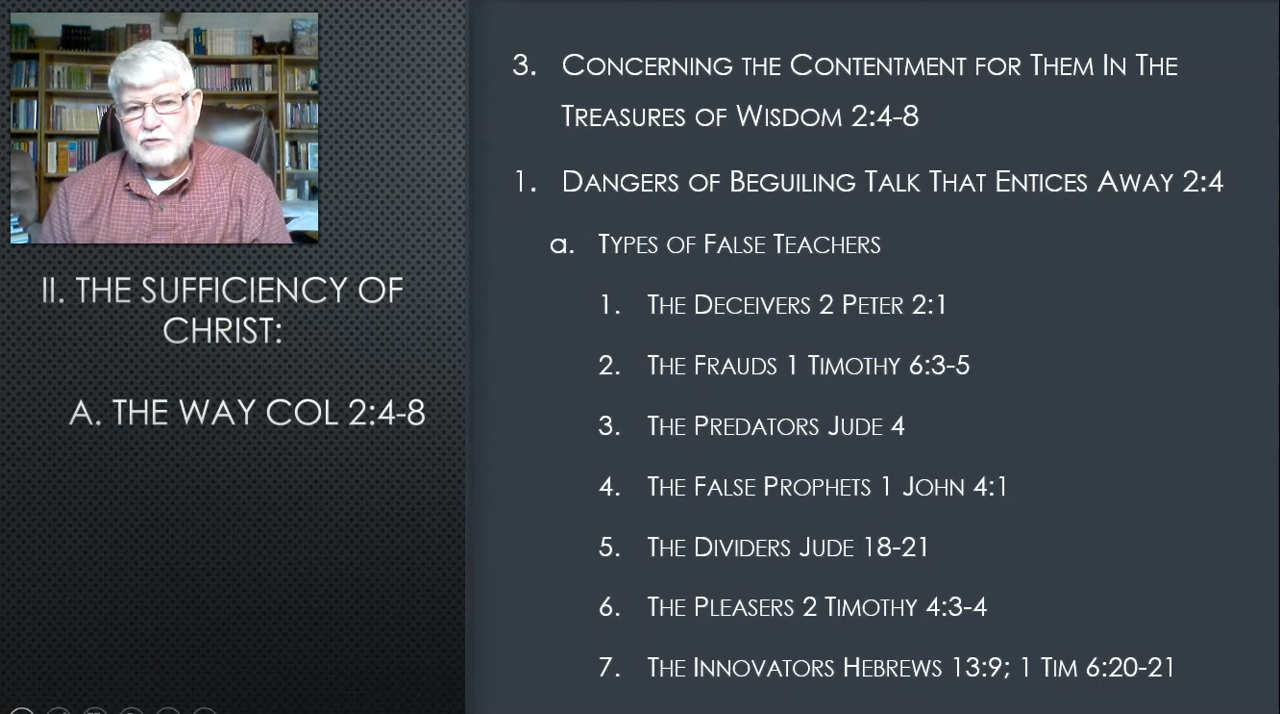 II. THE SUFFICIENCY OF
CHRIST:
A. THE WAY COL 2:4-8
3. CONCERNING THE CONTENTMENT FOR THEM IN THE
TREASURES OF WISDOM 2:4-8
1. DANGERS OF BEGUILING TALK THAT ENTICES AWAY 2:4
a. TYPES OF FALSE TEACHERS
1. THE DECEIVERS 2 PETER 2:1
2. THE FRAUDS 1 TIMOTHY 6:3-5
3. THE PREDATORS JUDE 4
4. THE FALSE PROPHETS 1 JOHN 4:1
5. THE DIVIDERS JUDE 18-21
6. THE PLEASERS 2 TIMOTHY 4:3-4
7. THE INNOVATORS HEBREWS 13:9; 1 TIM 6:20-21